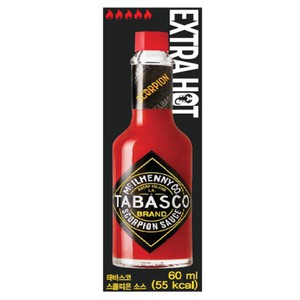 EXTRA HOT
SCORPION
McILHENNY CO.
AVERY ISLAND
LA.
TABASCO
BRAND
SCORPION SAUCE
타바스코
스콜피온 소스
60 ml
(55 kcal)